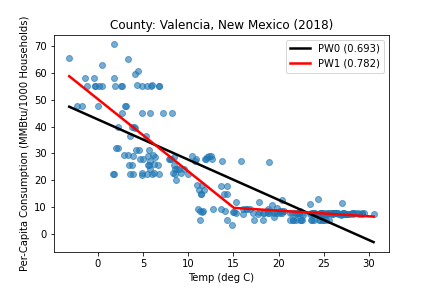 County: Valencia, New Mexico (2018)
PW0 (0.693)
PW1 (0.782)
Per-Capita Consumption (MMBtu/1000 Households)
70
60
50
40
30
20
10
0
0 5 10 15 20 25 30
Temp (deg C)